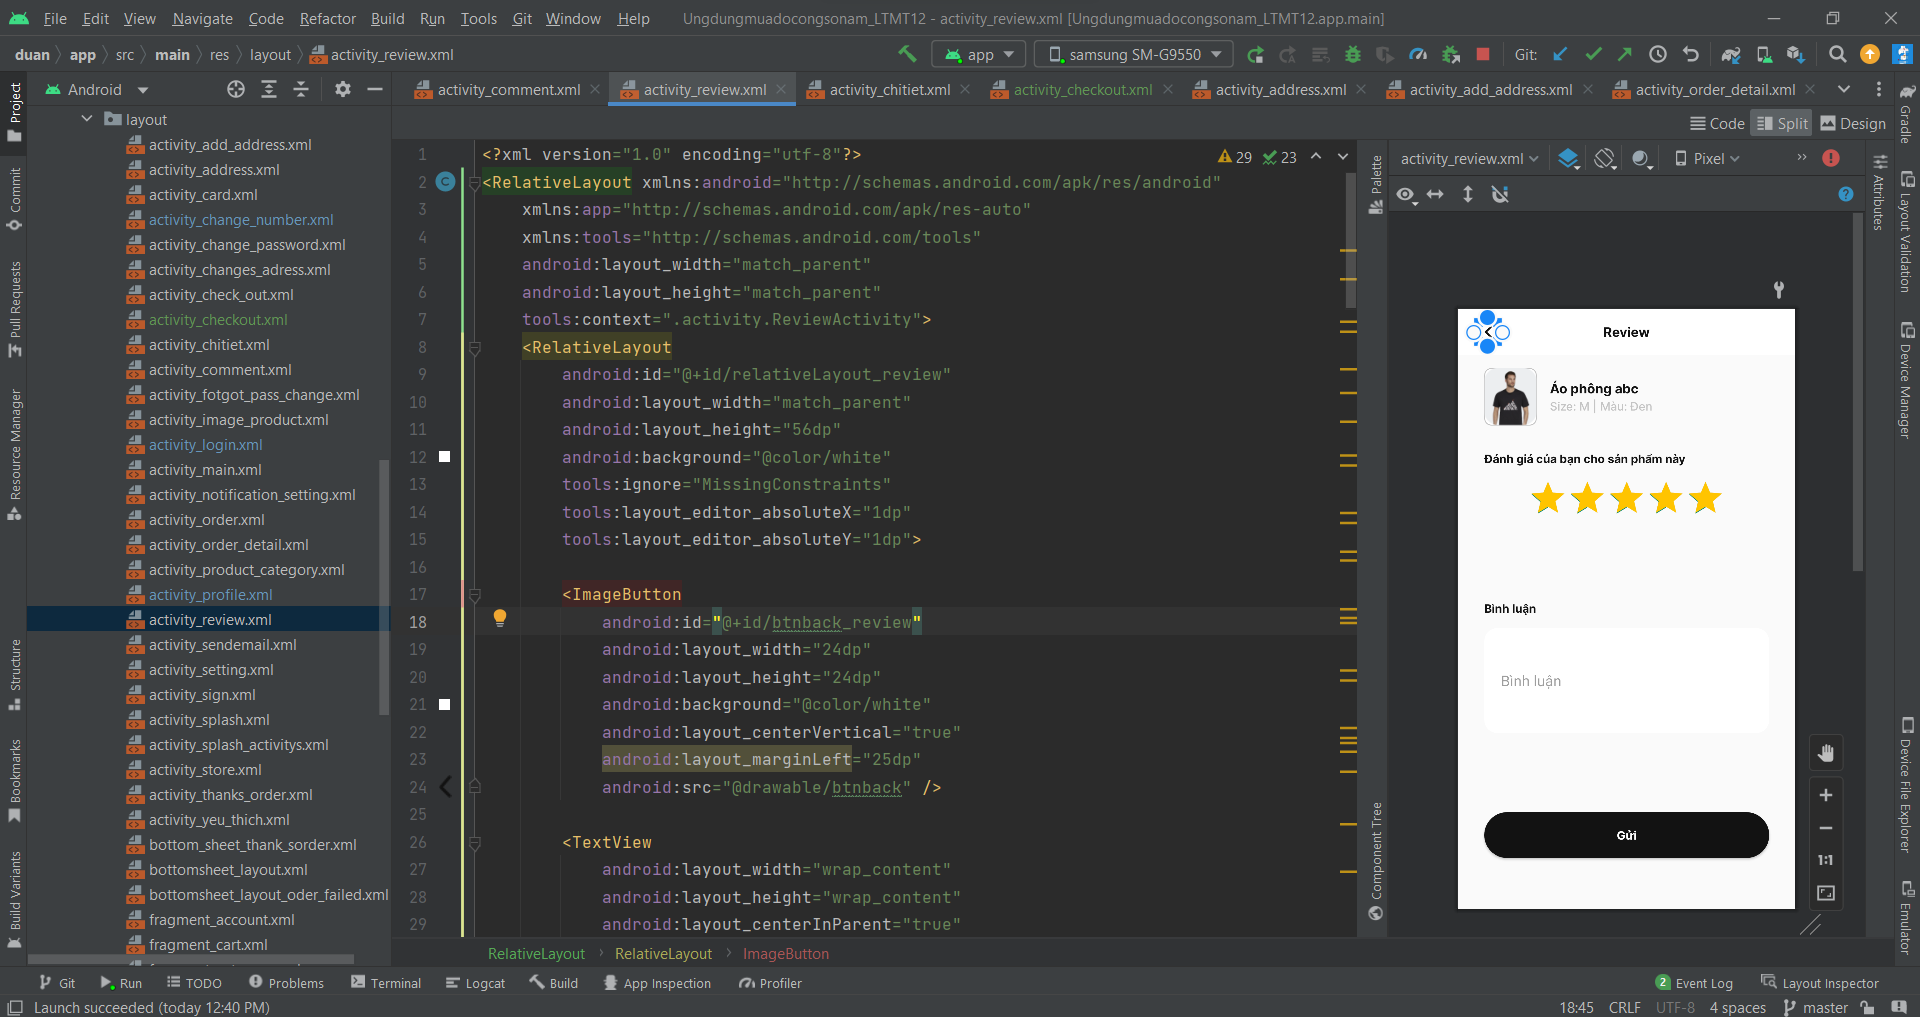 File Edit View Navigate Code Refactor Build Run Tools Git Window Help Ungdungmuadocongsonam_LTMT12 - activity_review.xml [Ungdungmuadocongsonam_LTMT12.app.main]
duan app src main res layout activity_review.xml app samsung SM-G9550 Git:
Project
Commit
Pull Requests
Resource Manager
Structure
Bookmarks
Build Variants
Android
layout
activity_add_address.xml
activity_address.xml
activity_card.xml
activity_change_number.xml
activity_change_password.xml
activity_changes_adress.xml
activity_check_out.xml
activity_checkout.xml
activity_chitiet.xml
activity_comment.xml
activity_fotgot_pass_change.xml
activity_image_product.xml
activity_login.xml
activity_main.xml
activity_notification_setting.xml
activity_order.xml
activity_order_detail.xml
activity_product_category.xml
activity_profile.xml
activity_review.xml
activity_sendemail.xml
activity_setting.xml
activity_sign.xml
activity_splash.xml
activity_splash_activitys.xml
activity_store.xml
activity_thanks_order.xml
activity_yeu_thich.xml
bottom_sheet_thank_sorder.xml
bottomsheet_layout.xml
bottomsheet_layout_oder_failed.xml
fragment_account.xml
fragment_cart.xml
activity_comment.xml activity_review.xml activity_chitiet.xml activity_checkout.xml activity_address.xml activity_add_address.xml activity_order_detail.xml
Code Split Design
29 23
1 <?xml version="1.0" encoding="utf-8"?>
2 <RelativeLayout xmlns:android="http://schemas.android.com/apk/res/android"
3 xmlns:app="http://schemas.android.com/apk/res-auto"
4 xmlns:tools="http://schemas.android.com/tools"
5 android:layout_width="match_parent"
6 android:layout_height="match_parent"
7 tools:context=".activity.ReviewActivity">
8 <RelativeLayout
9 android:id="@+id/relativeLayout_review"
10 android:layout_width="match_parent"
11 android:layout_height="56dp"
12 android:background="@color/white"
13 tools:ignore="MissingConstraints"
14 tools:layout_editor_absoluteX="1dp"
15 tools:layout_editor_absoluteY="1dp">
16
17 <ImageButton
18 android:id="@+id/btnback_review"
19 android:layout_width="24dp"
20 android:layout_height="24dp"
21 android:background="@color/white"
22 android:layout_centerVertical="true"
23 android:layout_marginLeft="25dp"
24 android:src="@drawable/btnback" />
25
26 <TextView
27 android:layout_width="wrap_content"
28 android:layout_height="wrap_content"
29 android:layout_centerInParent="true"
RelativeLayout RelativeLayout ImageButton
Palette
Component Tree
activity_review.xml Pixel
Review
Áo phông abc
Size: M | Màu: Đen
Đánh giá của bạn cho sản phẩm này
Bình luận
Bình luận
Gửi
1:1
Attributes
Gradle
Layout Validation
Device Manager
Device File Explorer
Emulator
Git Run TODO Problems Terminal Logcat Build App Inspection Profiler 2 Event Log Layout Inspector
Launch succeeded (today 12:40 PM) 18:45 CRLF UTF-8 4 spaces master